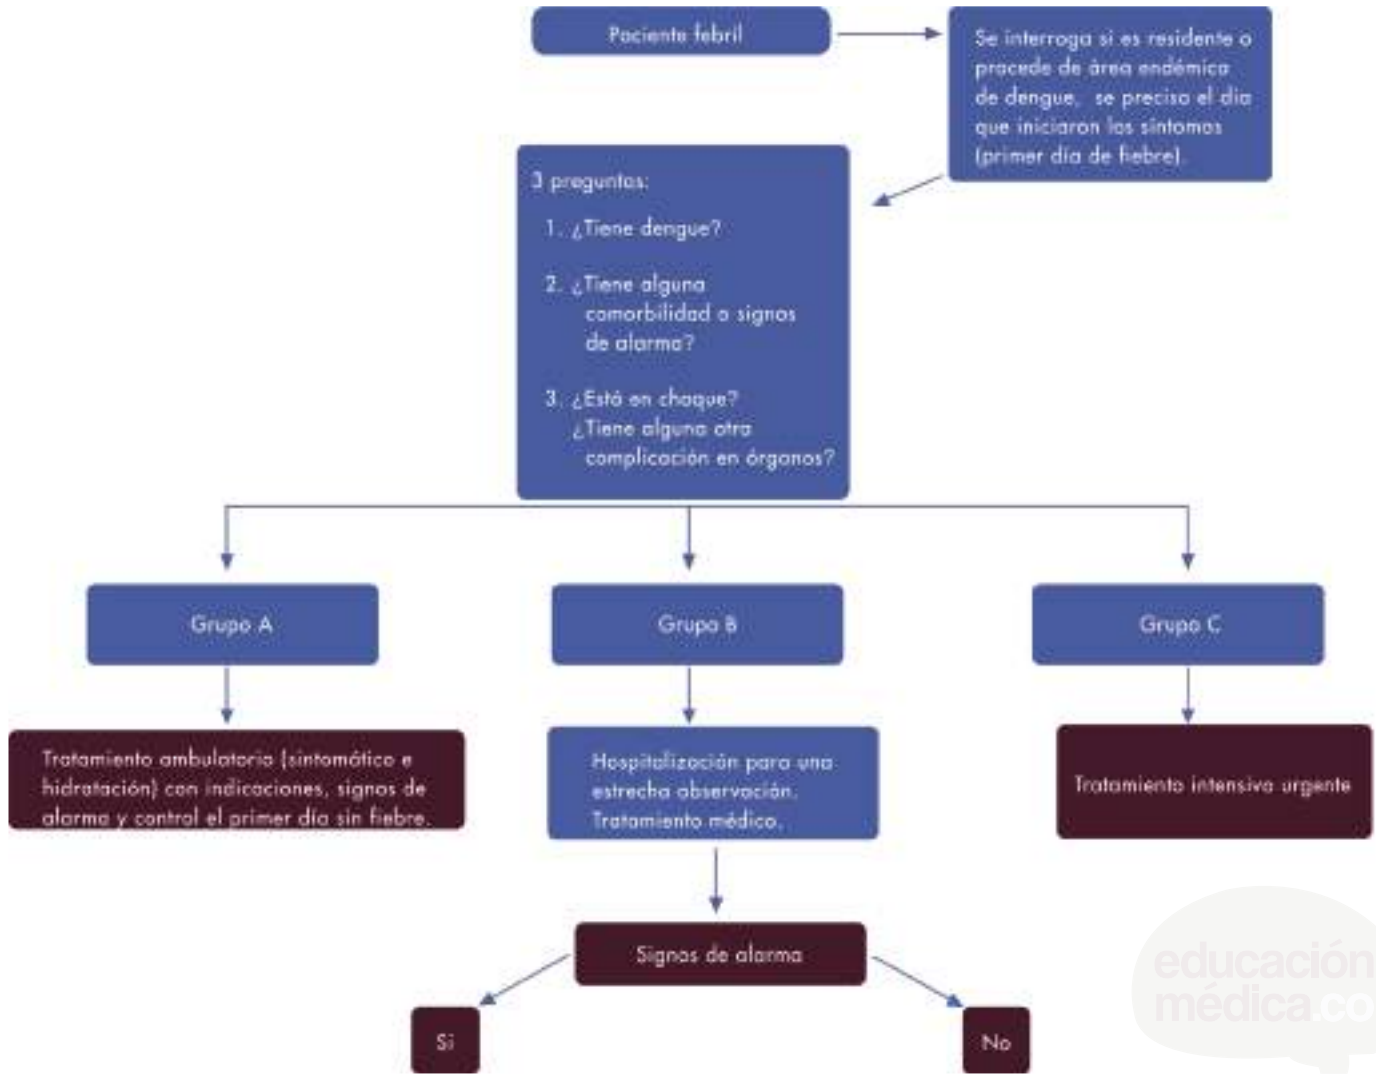 Paciente febril
Se interroga si es residente o
procede de área endémica
de dengue, se precisa el día
que iniciaron los síntomas
(primer día de fiebre).
3 preguntas:
1. ¿Tiene dengue?
2. ¿Tiene alguna
comorbilidad o signos
de alarma?
3. ¿Está en choque?
¿Tiene alguna otra
complicación en órganos?
Grupo A
Grupo B
Grupo C
Tratamiento ambulatorio (sintomático e
hidratación) con indicaciones, signos de
alarma y control el primer día sin fiebre.
Hospitalización para una
estrecha observación.
Tratamiento médico.
Tratamiento intensivo urgente
Signos de alarma
Si
No
educación
médica.co